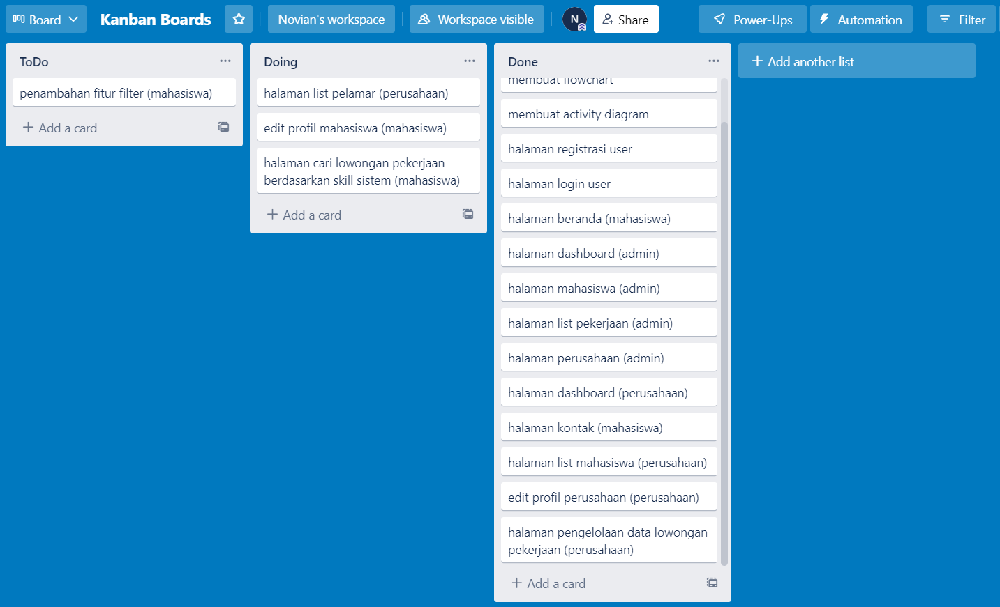 Board
Kanban Boards
Novian's workspace
Workspace visible
N
Share
Power-Ups
Automation
Filter
ToDo
penambahan fitur filter (mahasiswa)
+ Add a card
Doing
halaman list pelamar (perusahaan)
edit profil mahasiswa (mahasiswa)
halaman cari lowongan pekerjaan
berdasarkan skill sistem (mahasiswa)
+ Add a card
Done
membuat flowchart
membuat activity diagram
halaman registrasi user
halaman login user
halaman beranda (mahasiswa)
halaman dashboard (admin)
halaman mahasiswa (admin)
halaman list pekerjaan (admin)
halaman perusahaan (admin)
halaman dashboard (perusahaan)
halaman kontak (mahasiswa)
halaman list mahasiswa (perusahaan)
edit profil perusahaan (perusahaan)
halaman pengelolaan data lowongan
pekerjaan (perusahaan)
+ Add a card
+ Add another list